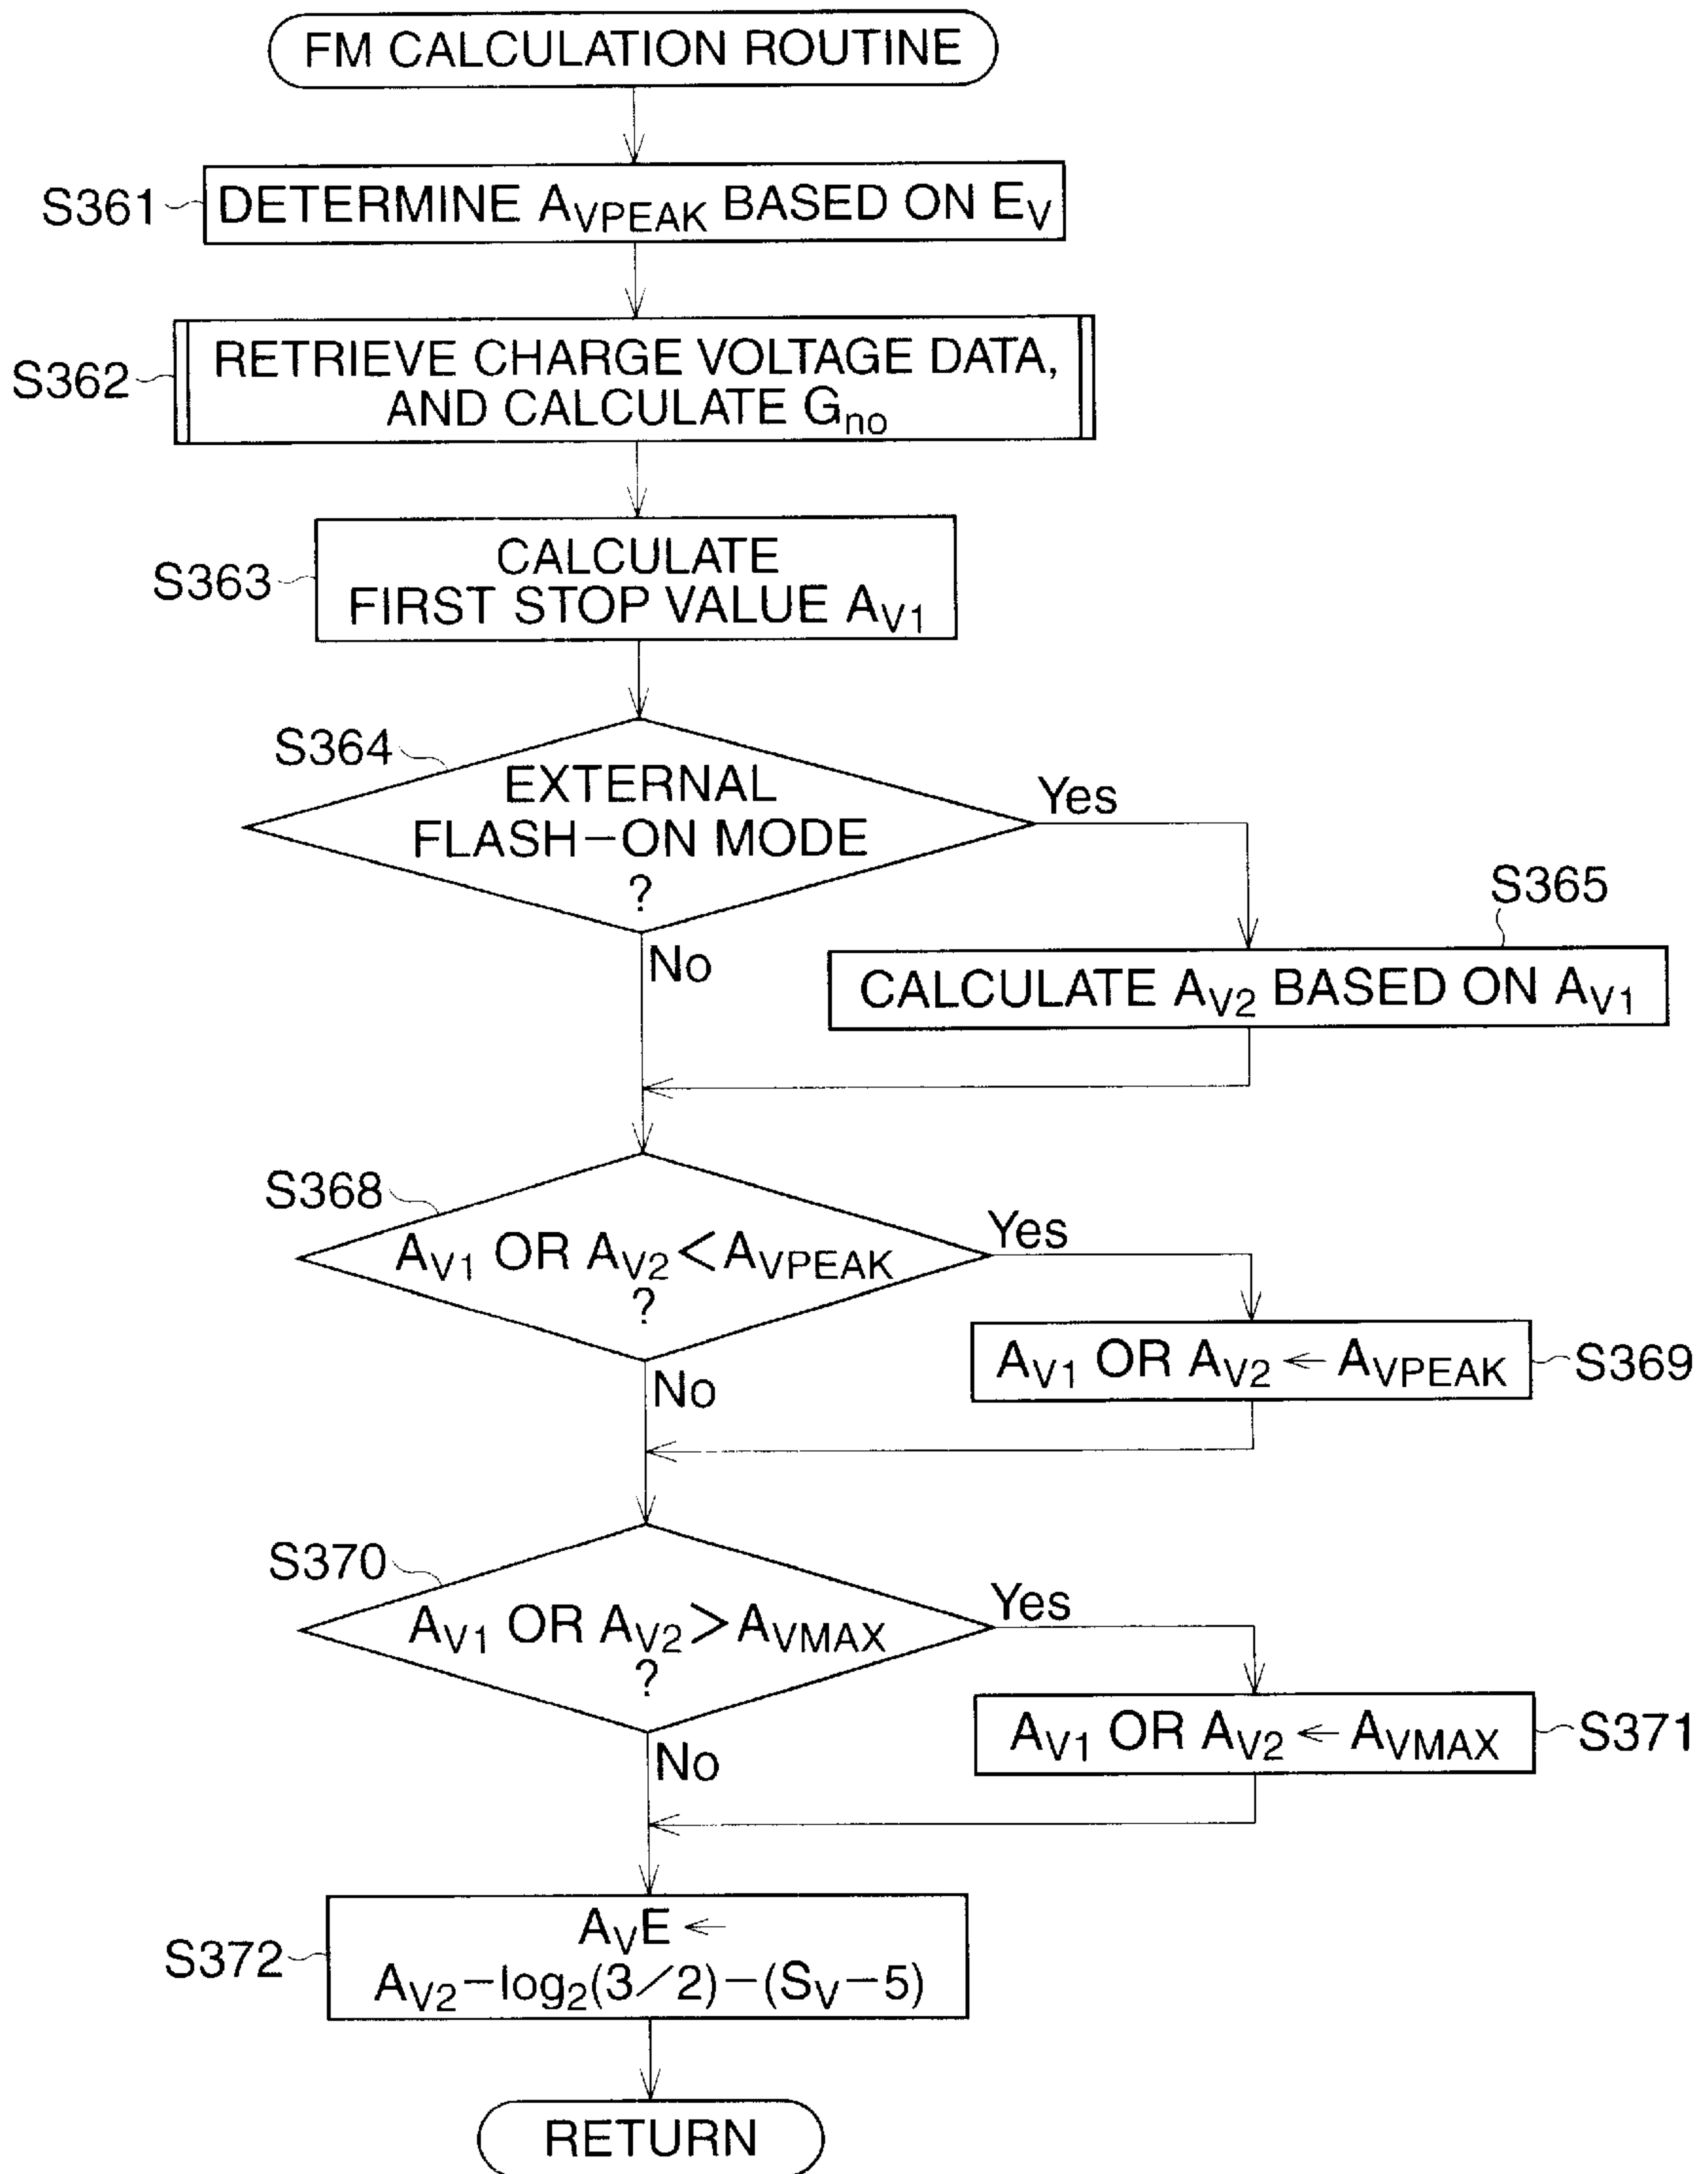 FM CALCULATION ROUTINE
S361
DETERMINE AVPEAK BASED ON EV
S362
RETRIEVE CHARGE VOLTAGE DATA,
AND CALCULATE Gno
S363
CALCULATE
FIRST STOP VALUE AV1
S364
EXTERNAL
FLASH-ON MODE
?
Yes
No
S365
CALCULATE AV2 BASED ON AV1
S368
AV1 OR AV2<AVPEAK
?
Yes
No
AV1 OR AV2 ← AVPEAK
S369
S370
AV1 OR AV2>AVMAX
?
Yes
No
AV1 OR AV2 ← AVMAX
S371
S372
AVE ←
AV2-log2(3/2)-(SV-5)
RETURN